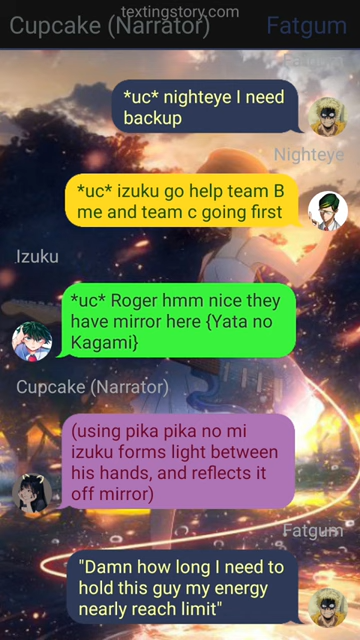 textingstory.com
Cupcake (Narrator) Fatgum
Fatgum
*uc* nighteye I need
backup
Nighteye
*uc* izuku go help team B
me and team c going first
Izuku
*uc* Roger hmm nice they
have mirror here {Yata no
Kagami}
Cupcake (Narrator)
(using pika pika no mi
izuku forms light between
his hands, and reflects it
off mirror)
Fatgum
"Damn how long I need to
hold this guy my energy
nearly reach limit"